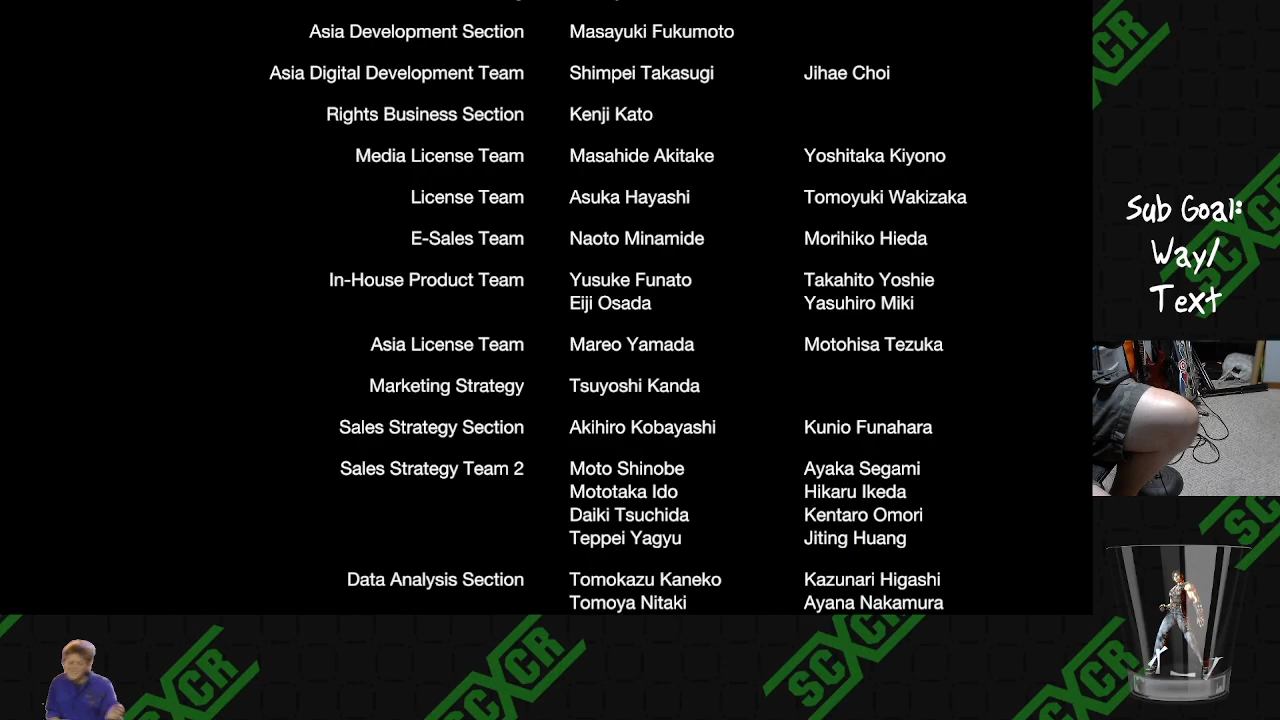 Asia Development Section Masayuki Fukumoto
Asia Digital Development Team Shimpei Takasugi Jihae Choi
Rights Business Section Kenji Kato
Media License Team Masahide Akitake Yoshitaka Kiyono
License Team Asuka Hayashi Tomoyuki Wakizaka
E-Sales Team Naoto Minamide Morihiko Hieda
In-House Product Team Yusuke Funato Takahito Yoshie
Eiji Osada Yasuhiro Miki
Asia License Team Mareo Yamada Motohisa Tezuka
Marketing Strategy Tsuyoshi Kanda
Sales Strategy Section Akihiro Kobayashi Kunio Funahara
Sales Strategy Team 2 Moto Shinobe Ayaka Segami
Mototaka Ido Hikaru Ikeda
Daiki Tsuchida Kentaro Omori
Teppei Yagyu Jiting Huang
Data Analysis Section Tomokazu Kaneko Kazunari Higashi
Tomoya Nitaki Ayana Nakamura
Sub Goal:
Way/
Text
SCXCR
SCXCR
SCXCR
SCXCR
SCXCR